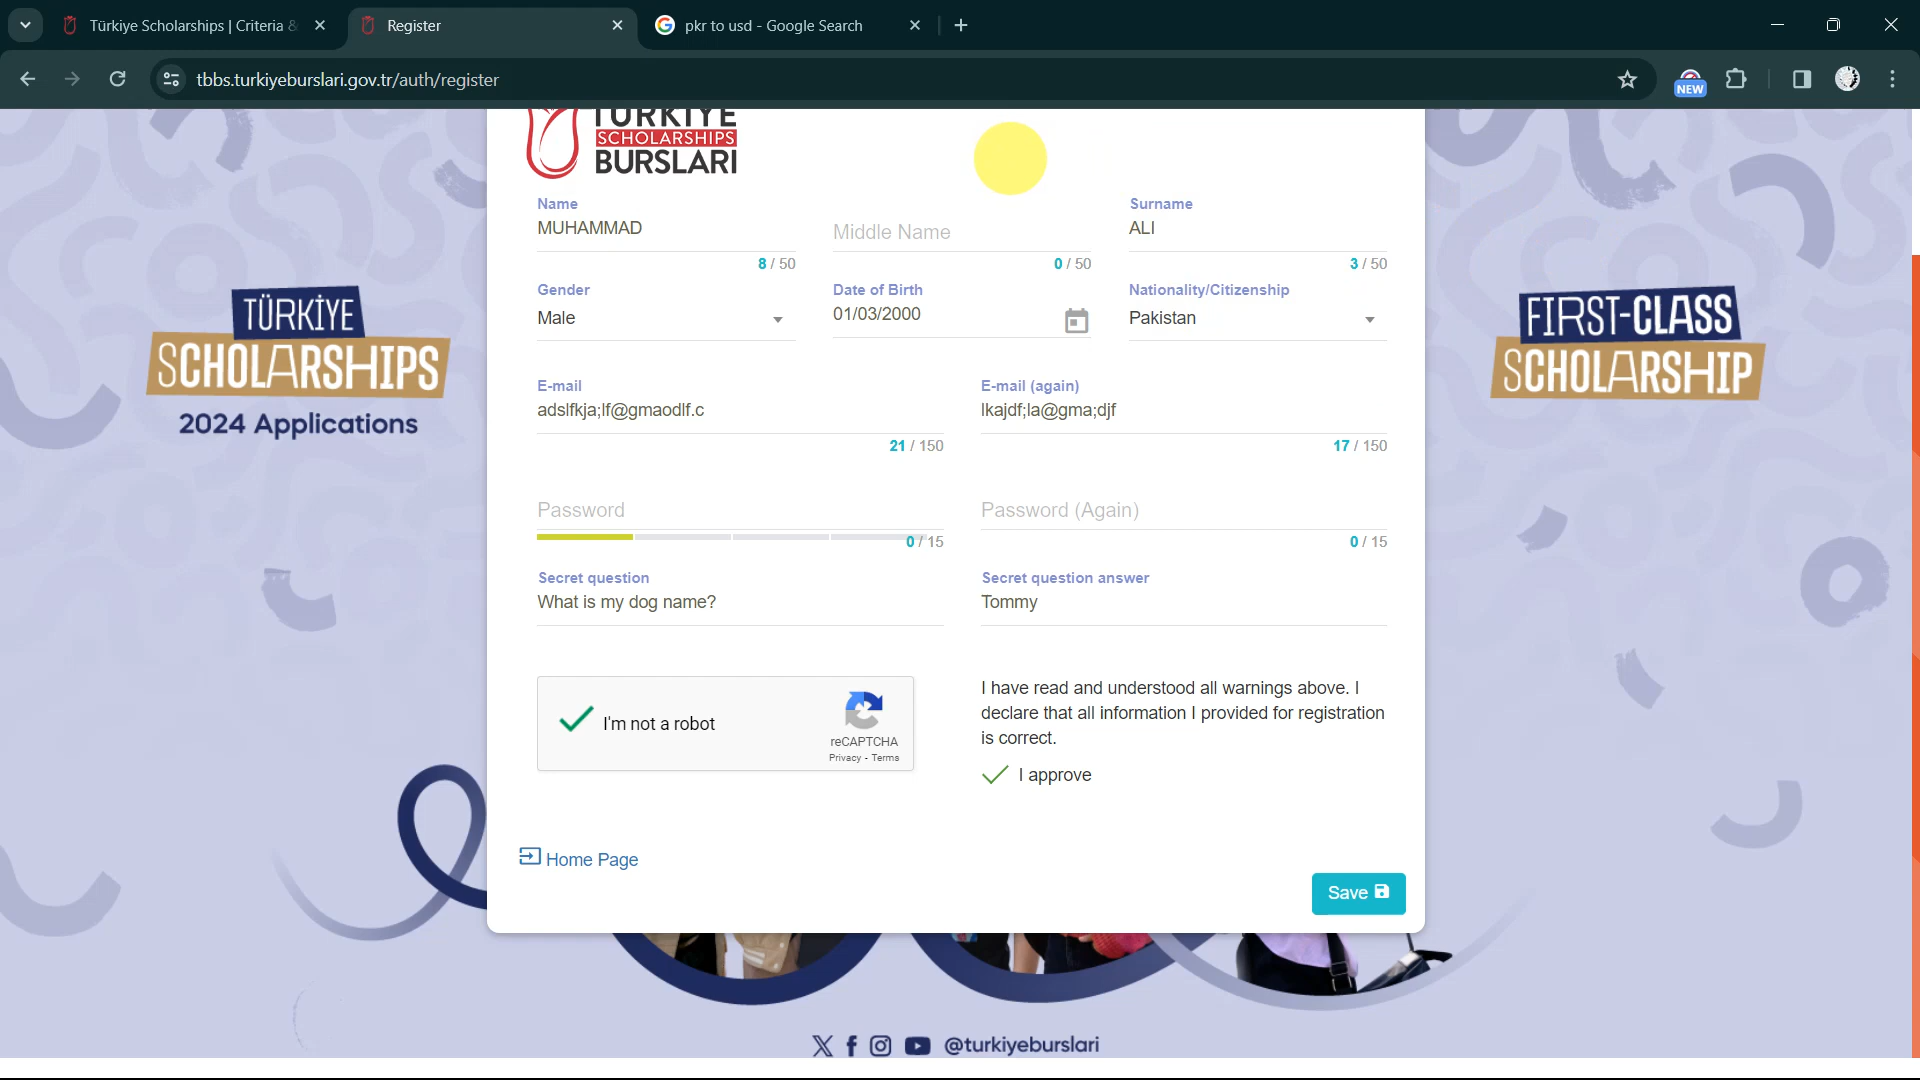 Türkiye Scholarships | Criteria &
Register
pkr to usd - Google Search
tbbs.turkiyeburslari.gov.tr/auth/register
NEW
TÜRKİYE
SCHOLARSHIPS
BURSLARI
Name
MUHAMMAD
8 / 50
Middle Name
0 / 50
Surname
ALI
3 / 50
Gender
Male
Date of Birth
01/03/2000
Nationality/Citizenship
Pakistan
E-mail
adslfkja;lf@gmaodlf.c
21 / 150
E-mail (again)
lkajdf;la@gma;djf
17 / 150
Password
0 / 15
Password (Again)
0 / 15
Secret question
What is my dog name?
Secret question answer
Tommy
I'm not a robot
reCAPTCHA
Privacy - Terms
I have read and understood all warnings above. I
declare that all information I provided for registration
is correct.
I approve
Home Page
Save
TÜRKİYE
SCHOLARSHIPS
2024 Applications
FIRST-CLASS
SCHOLARSHIP
@turkiyeburslari